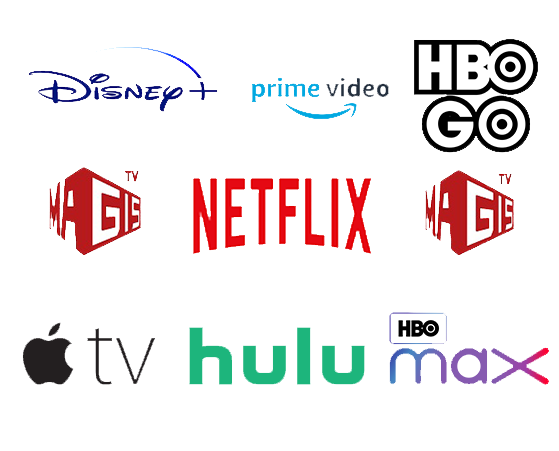 Disney+
prime video
HBO
GO
MAGIS TV
NETFLIX
MAGIS TV
tv
hulu
HBO
max